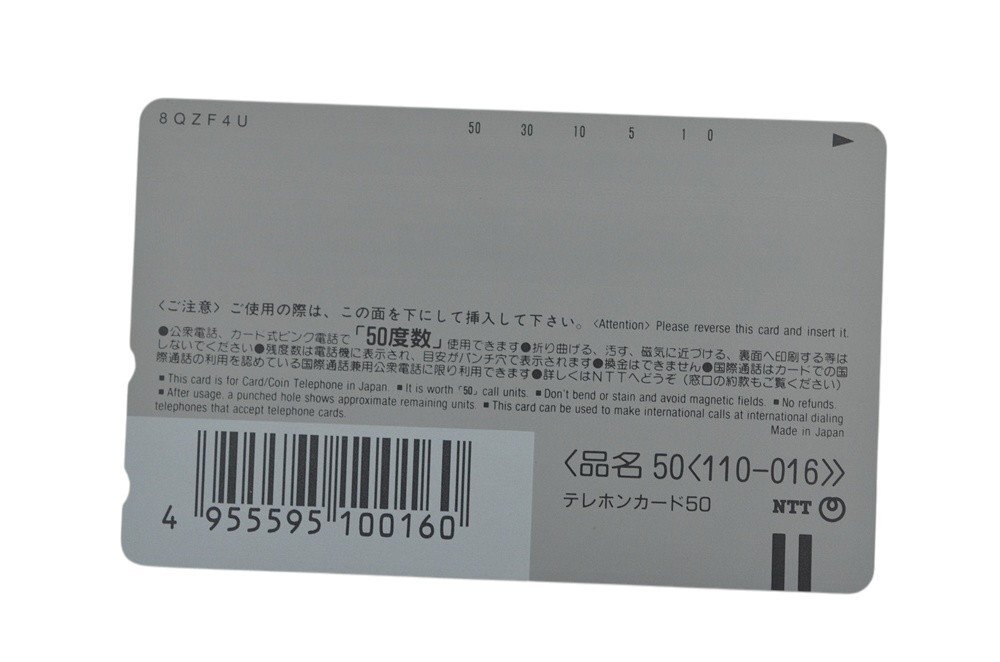 8QZF4U
50 30 10 5 1 0
〈ご注意〉ご使用の際は、この面を下にして挿入して下さい。〈Attention〉Please reverse this card and insert it.
●公衆電話、カード式ピンク電話で「50度数」使用できます●折り曲げる、汚す、磁気に近づける、裏面へ印刷する等は
しないでください●残度数は電話機に表示され、目安がパンチ穴で表示されます●換金はできません●国際通話はカードでの国
際通話の利用を認めている国際通話兼用公衆電話に限り利用できます●詳しくはNTTへどうぞ（窓口の約款もご覧ください）
■This card is for Card/Coin Telephone in Japan. ■It is worth「50」call units. ■Don't bend or stain and avoid magnetic fields. ■No refunds.
■After usage, a punched hole shows approximate remaining units. ■This card can be used to make international calls at international dialing
telephones that accept telephone cards.
Made in Japan
〈品名 50〈110-016〉〉
テレホンカード50
NTT
4 955595 100160